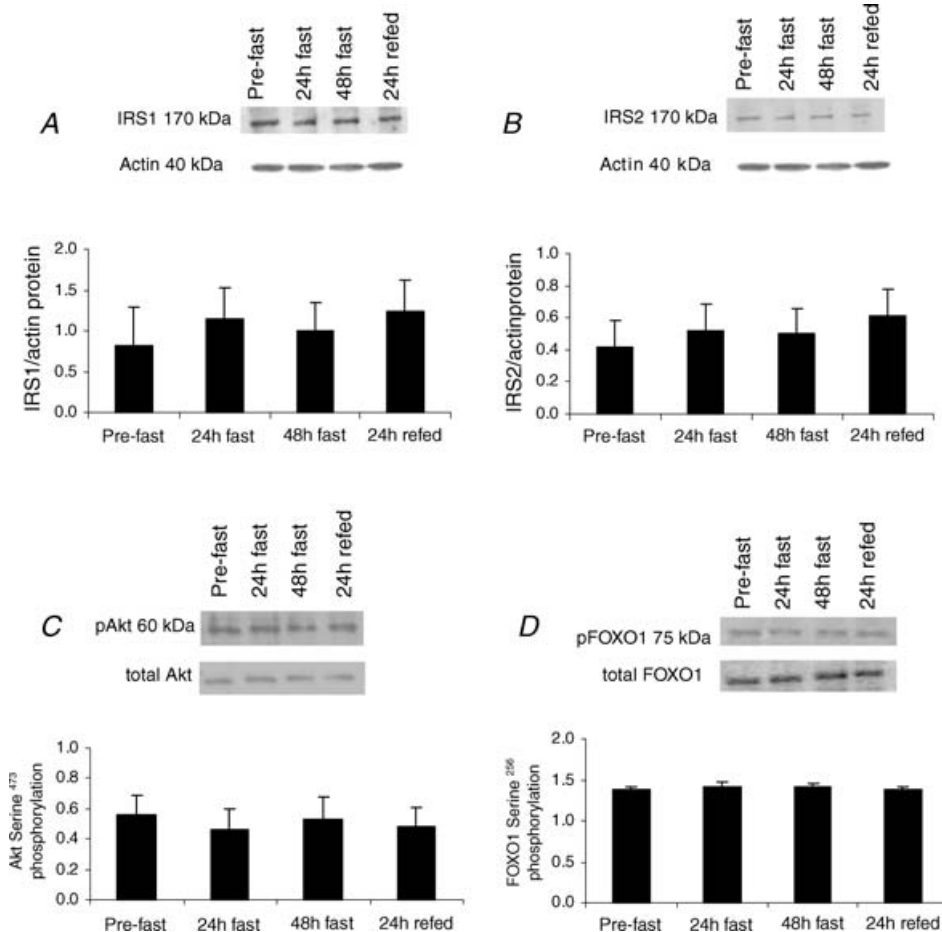 Pre-fast
24h fast
48h fast
24h refed
A
IRS1 170 kDa
Actin 40 kDa
IRS1/actin protein
2.0
1.5
1.0
0.5
0.0
Pre-fast 24h fast 48h fast 24h refed
Pre-fast
24h fast
48h fast
24h refed
B
IRS2 170 kDa
Actin 40 kDa
IRS2/actinprotein
1.0
0.8
0.6
0.4
0.2
0.0
Pre-fast 24h fast 48h fast 24h refed
Pre-fast
24h fast
48h fast
24h refed
C
pAkt 60 kDa
total Akt
Akt Serine 473
phosphorylation
1.0
0.8
0.6
0.4
0.2
0.0
Pre-fast 24h fast 48h fast 24h refed
Pre-fast
24h fast
48h fast
24h refed
D
pFOXO1 75 kDa
total FOXO1
FOXO1 Serine 256
phosphorylation
2.0
1.5
1.0
0.5
0.0
Pre-fast 24h fast 48h fast 24h refed